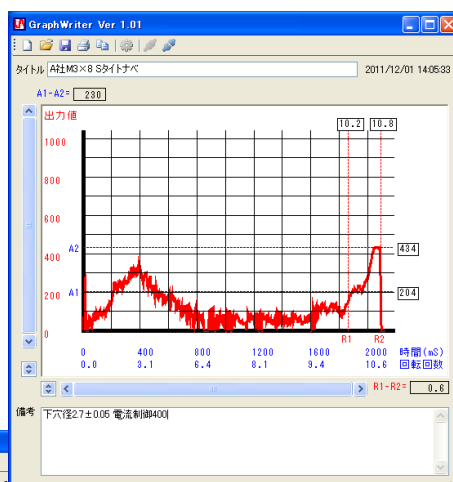 GraphWriter Ver 1.01
タイトル A社M3×8 Sタイトナベ 2011/12/01 14:05:33
A1-A2= 230
出力値
10.2 10.8
1000
800
600
A2 434
400
A1 204
200
0
R1 R2
0 400 800 1200 1600 2000 時間(mS)
0.0 3.1 6.4 8.1 9.4 10.6 回転回数
R1-R2= 0.6
備考 下穴径2.7±0.05 電流制御400